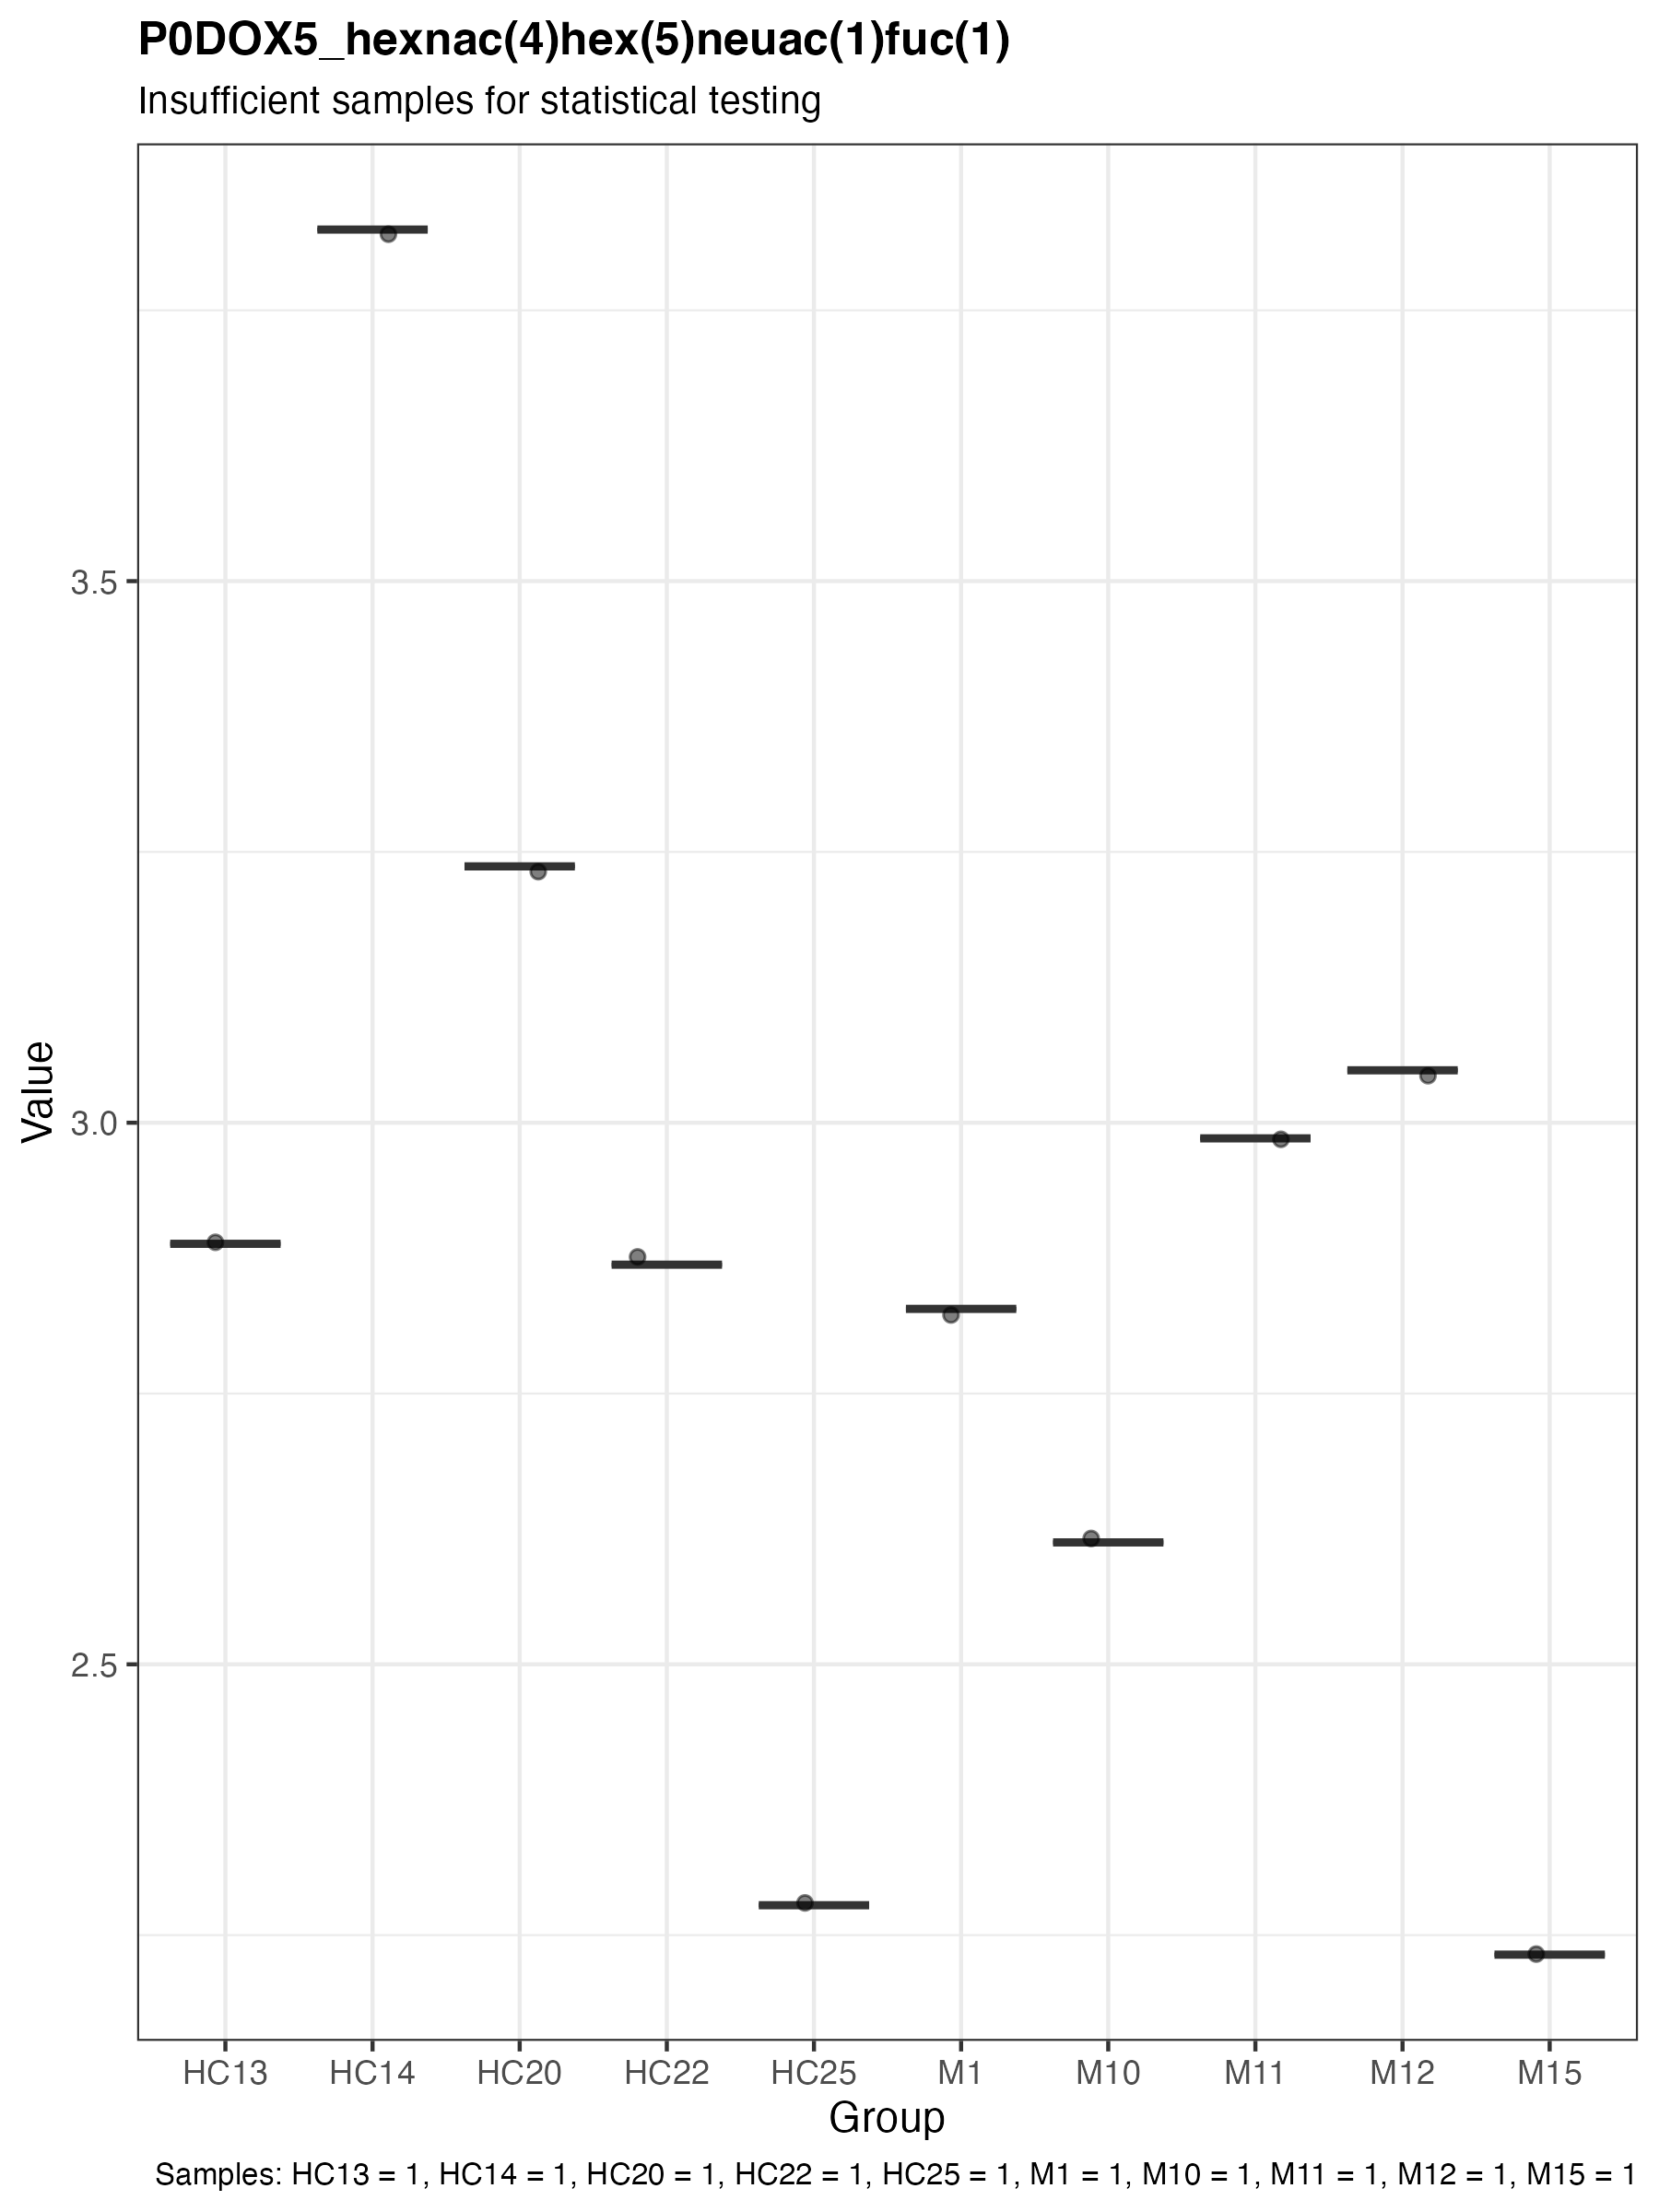 P0DOX5_hexnac(4)hex(5)neuac(1)fuc(1)
Insufficient samples for statistical testing
Value
3.5
3.0
2.5
HC13 HC14 HC20 HC22 HC25 M1 M10 M11 M12 M15
Group
Samples: HC13 = 1, HC14 = 1, HC20 = 1, HC22 = 1, HC25 = 1, M1 = 1, M10 = 1, M11 = 1, M12 = 1, M15 = 1